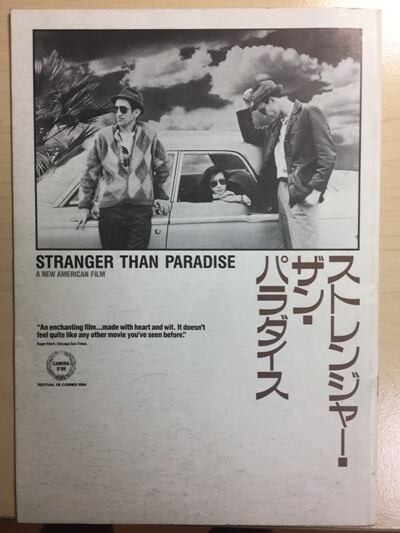 STRANGER THAN PARADISE
A NEW AMERICAN FILM
"An enchanting film....made with heart and wit. It doesn't
feel quite like any other movie you've seen before."
Roger Ebert, Chicago Sun-Times
CAMERA
D'OR
FESTIVAL DE CANNES 1984
ストレンジャー・
ザン・
パラダイス